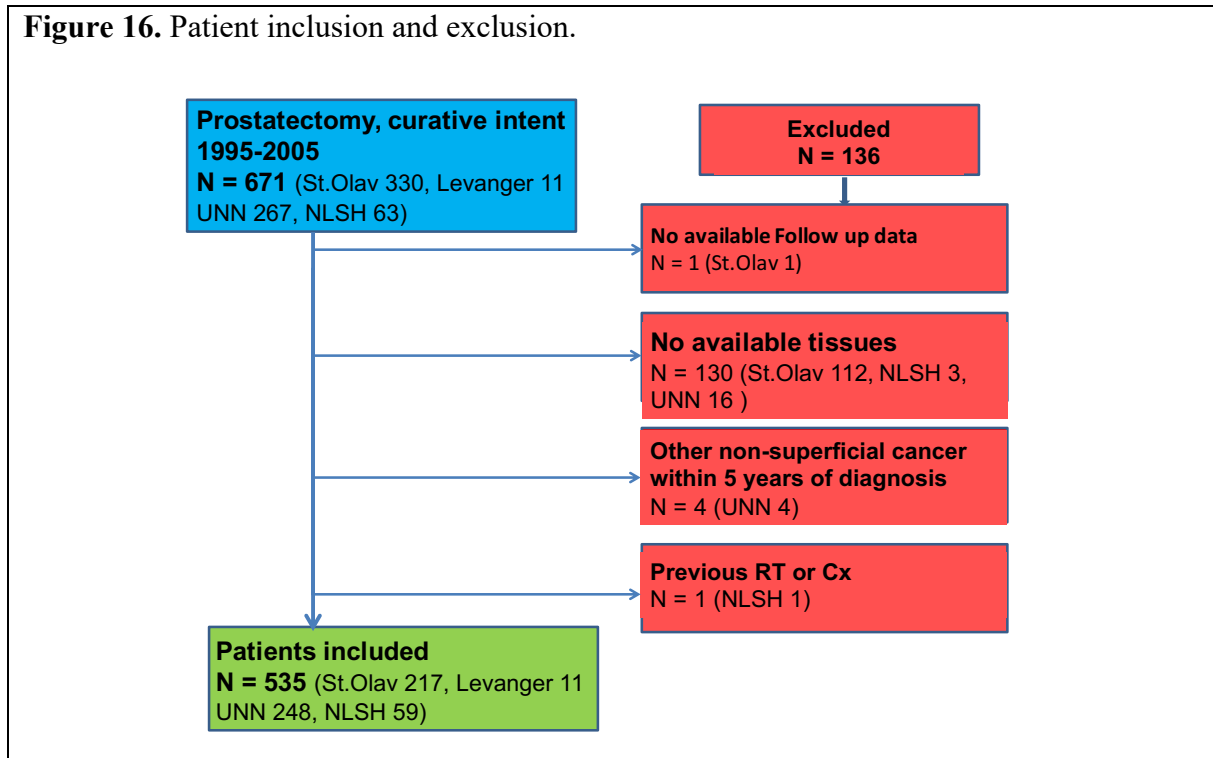 Figure 16. Patient inclusion and exclusion.
Prostatectomy, curative intent
1995-2005
N = 671 (St.Olav 330, Levanger 11
UNN 267, NLSH 63)
Excluded
N = 136
No available Follow up data
N = 1 (St.Olav 1)
No available tissues
N = 130 (St.Olav 112, NLSH 3,
UNN 16 )
Other non-superficial cancer
within 5 years of diagnosis
N = 4 (UNN 4)
Previous RT or Cx
N = 1 (NLSH 1)
Patients included
N = 535 (St.Olav 217, Levanger 11
UNN 248, NLSH 59)